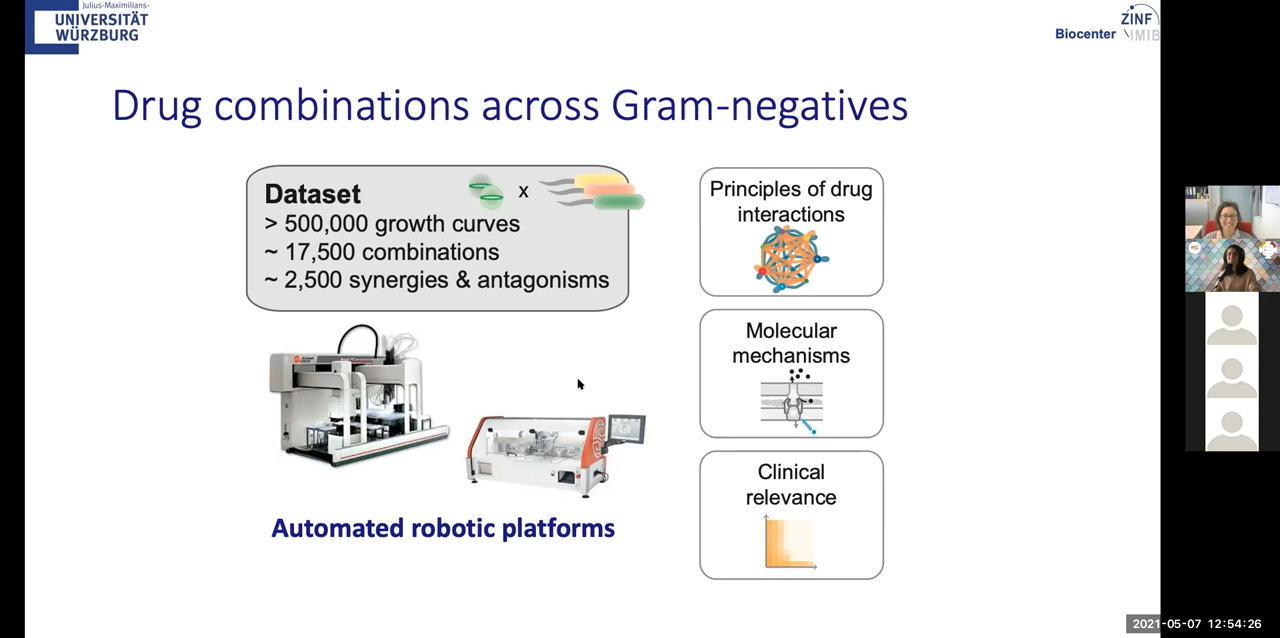 Julius-Maximilians-
UNIVERSITÄT
WÜRZBURG
ZINF
Biocenter
IMIB
Drug combinations across Gram-negatives
Dataset
x
> 500,000 growth curves
~ 17,500 combinations
~ 2,500 synergies & antagonisms
Principles of drug
interactions
Molecular
mechanisms
Clinical
relevance
Automated robotic platforms
2021-05-07 12:54:26